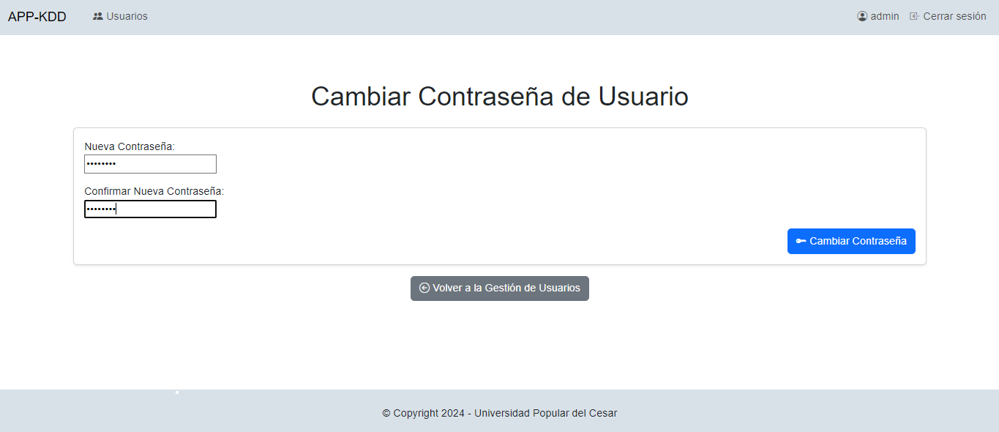 APP-KDD Usuarios admin Cerrar sesión
Cambiar Contraseña de Usuario
Nueva Contraseña:
••••••••
Confirmar Nueva Contraseña:
••••••••
Cambiar Contraseña
Volver a la Gestión de Usuarios
© Copyright 2024 - Universidad Popular del Cesar